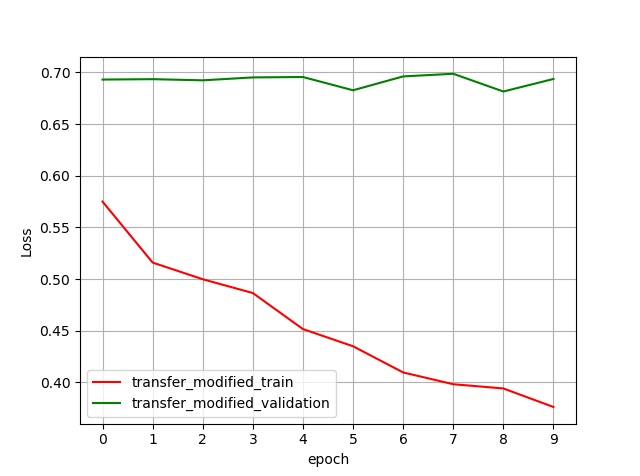 0.70
0.65
0.60
0.55
0.50
0.45
0.40
Loss
transfer_modified_train
transfer_modified_validation
0 1 2 3 4 5 6 7 8 9
epoch